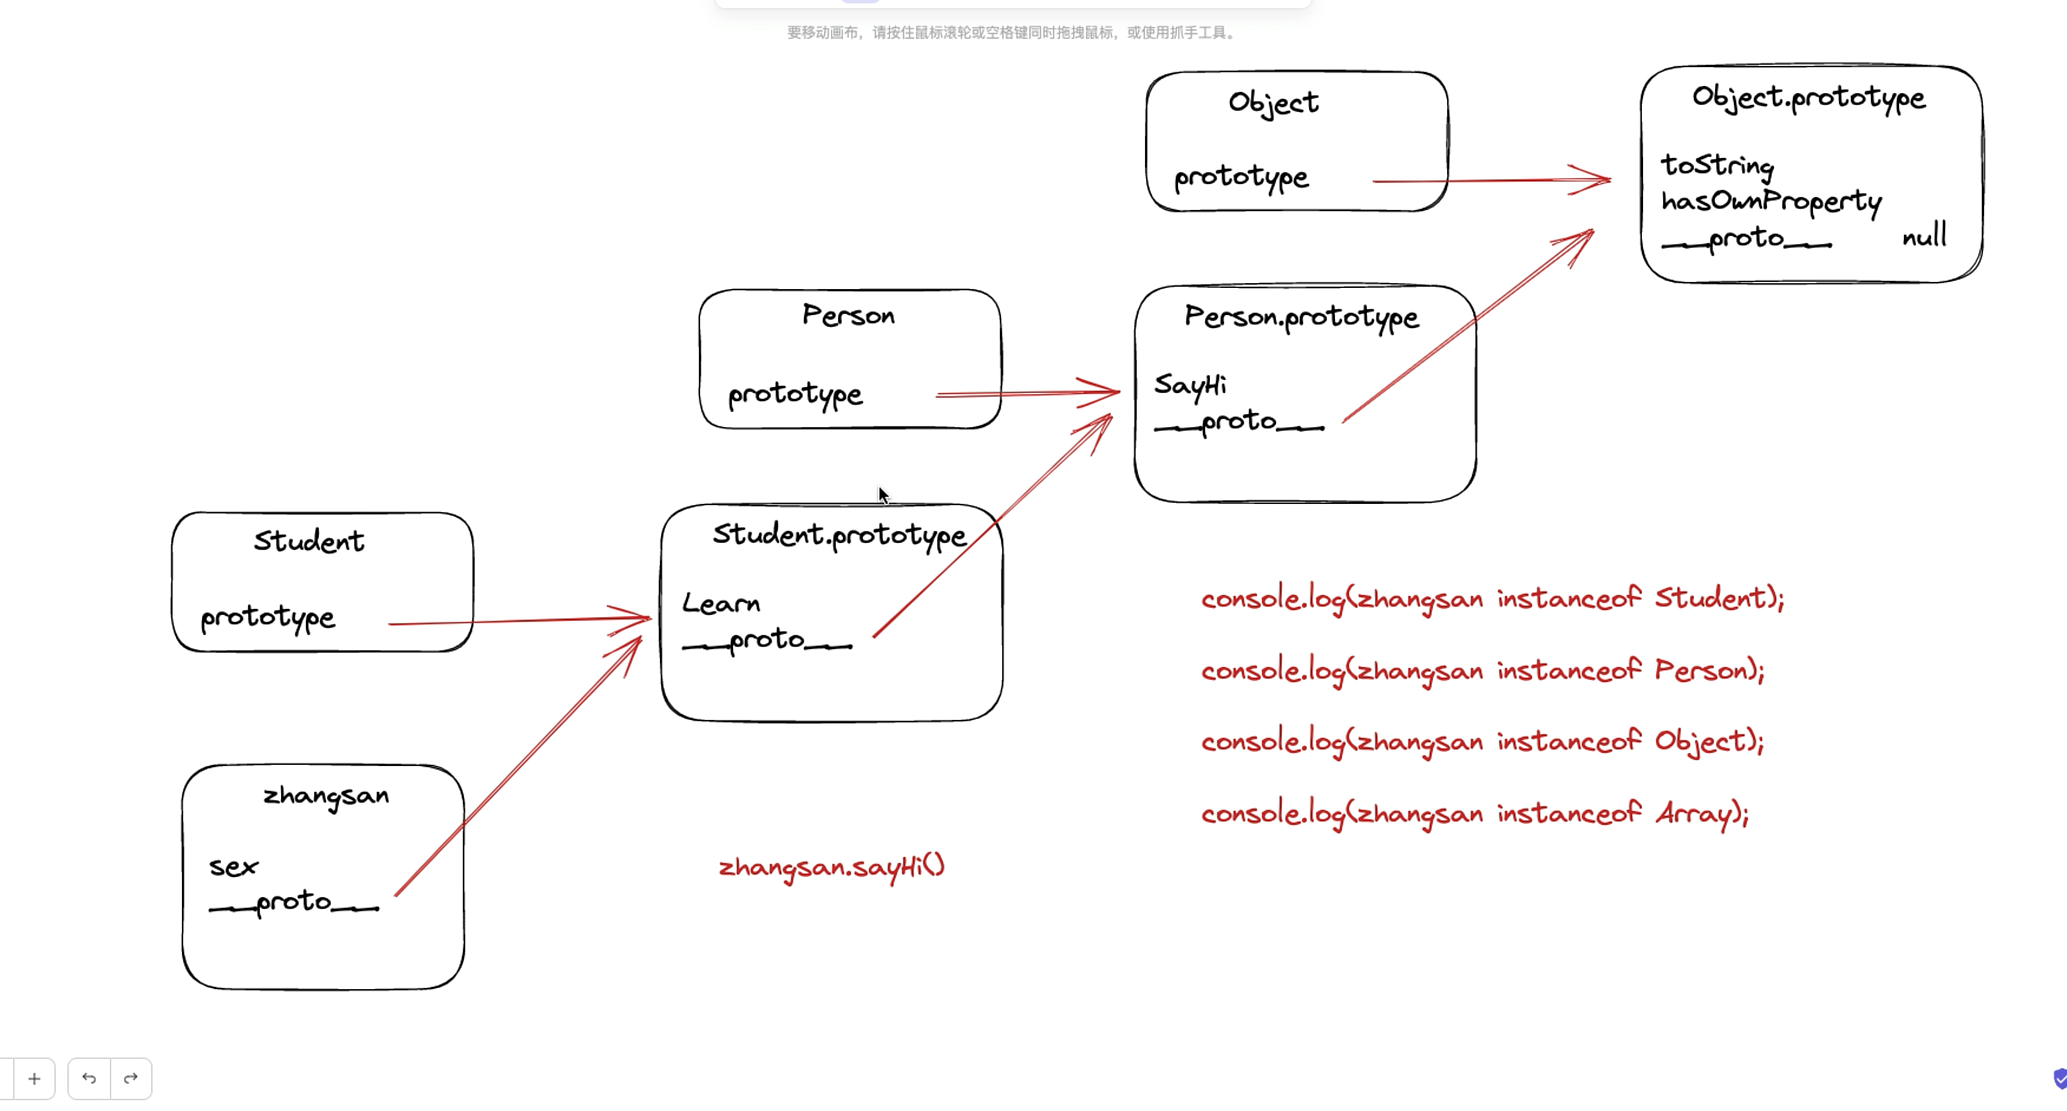 要移动画布，请按住鼠标滚轮或空格键同时拖拽鼠标，或使用抓手工具。
Object
prototype
Object.prototype
toString
hasOwnProperty
__proto__ null
Person
prototype
Person.prototype
SayHi
__proto__
Student
prototype
Student.prototype
Learn
__proto__
zhangsan
sex
__proto__
zhangsan.sayHi()
console.log(zhangsan instanceof Student);
console.log(zhangsan instanceof Person);
console.log(zhangsan instanceof Object);
console.log(zhangsan instanceof Array);